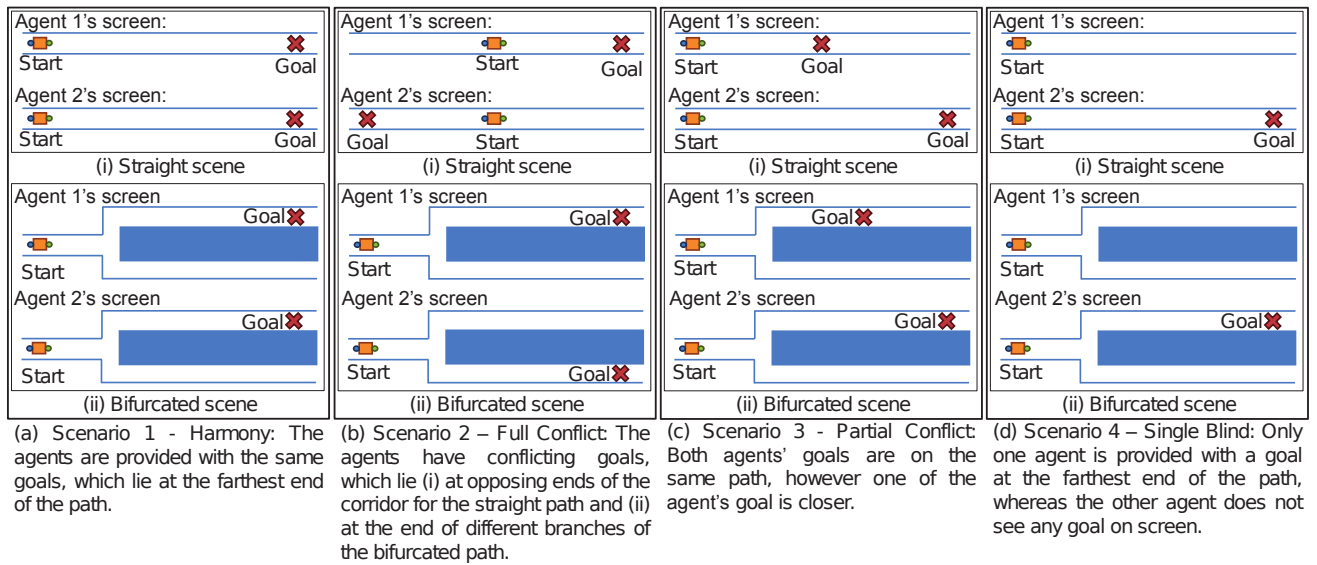 Agent 1's screen:
Start
Goal
Agent 2's screen:
Start
Goal
(i) Straight scene
Agent 1's screen
Goal
Start
Agent 2's screen
Goal
Start
(ii) Bifurcated scene
(a) Scenario 1 - Harmony: The
agents are provided with the same
goals, which lie at the farthest end
of the path.
Agent 1's screen:
Start
Goal
Agent 2's screen:
Goal
Start
(i) Straight scene
Agent 1's screen
Goal
Start
Agent 2's screen
Start
Goal
(ii) Bifurcated scene
(b) Scenario 2 – Full Conflict: The
agents have conflicting goals,
which lie (i) at opposing ends of the
corridor for the straight path and (ii)
at the end of different branches of
the bifurcated path.
Agent 1's screen:
Start
Goal
Agent 2's screen:
Start
Goal
(i) Straight scene
Agent 1's screen
Goal
Start
Agent 2's screen
Goal
Start
(ii) Bifurcated scene
(c) Scenario 3 - Partial Conflict:
Both agents' goals are on the
same path, however one of the
agent's goal is closer.
Agent 1's screen:
Start
Agent 2's screen:
Start
Goal
(i) Straight scene
Agent 1's screen
Start
Agent 2's screen
Goal
Start
(ii) Bifurcated scene
(d) Scenario 4 – Single Blind: Only
one agent is provided with a goal
at the farthest end of the path,
whereas the other agent does not
see any goal on screen.